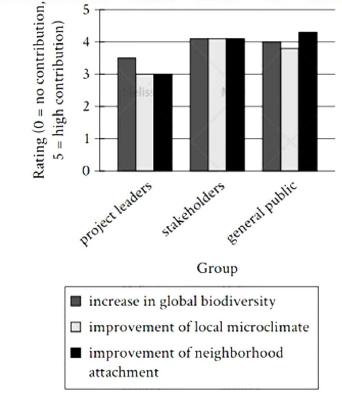 Rating (0 = no contribution,
5 = high contribution)
5
4
3
2
1
0
project leaders
stakeholders
general public
Group
increase in global biodiversity
improvement of local microclimate
improvement of neighborhood
attachment